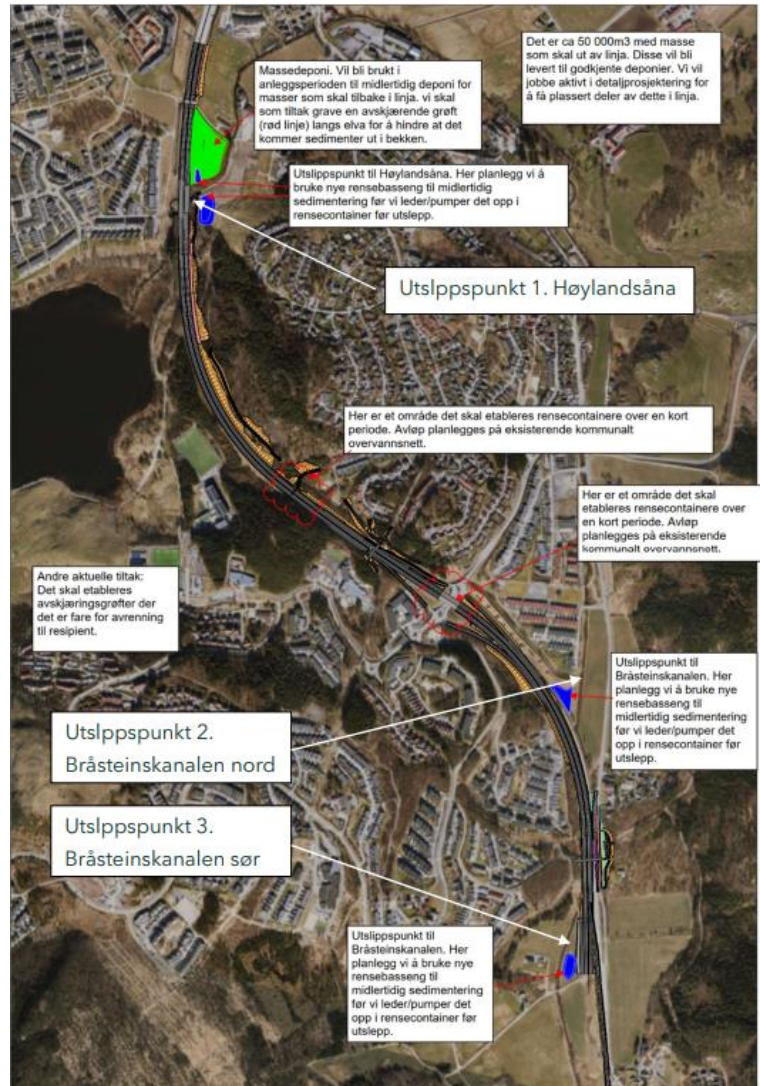 Det er ca 50 000m3 med masse
som skal ut av linja. Disse vil bli
levert til godkjente deponier. Vi vil
jobbe aktivt i detaljprosjektering for
å få plassert deler av dette i linja.
Massedeponi. Vil bli brukt i
anleggsperioden til midlertidig deponi for
masser som skal tilbake i linja. vi skal
som tiltak grave en avskjærende grøft
(rød linje) langs elva for å hindre at det
kommer sedimenter ut i bekken.
Utslippspunkt til Høylandsåna. Her planlegg vi å
bruke nye rensebasseng til midlertidig
sedimentering før vi leder/pumper det opp i
rensecontainer før utslepp.
Utslppspunkt 1. Høylandsåna
Her er et område det skal etableres rensecontainere over en kort
periode. Avløp planlegges på eksisterende kommunalt
overvannsnett.
Her er et område det skal
etableres rensecontainere over
en kort periode. Avløp
planlegges på eksisterende
kommunalt overvannsnett.
Andre aktuelle tiltak:
Det skal etableres
avskjæringsgrøfter der
det er fare for avrenning
til resipient.
Utslippspunkt til
Bråsteinskanalen. Her
planlegg vi å bruke nye
rensebasseng til
midlertidig sedimentering
før vi leder/pumper det
opp i rensecontainer før
utslepp.
Utslppspunkt 2.
Bråsteinskanalen nord
Utslppspunkt 3.
Bråsteinskanalen sør
Utslippspunkt til
Bråsteinskanalen. Her
planlegg vi å bruke nye
rensebasseng til
midlertidig sedimentering
før vi leder/pumper det
opp i rensecontainer før
utslepp.